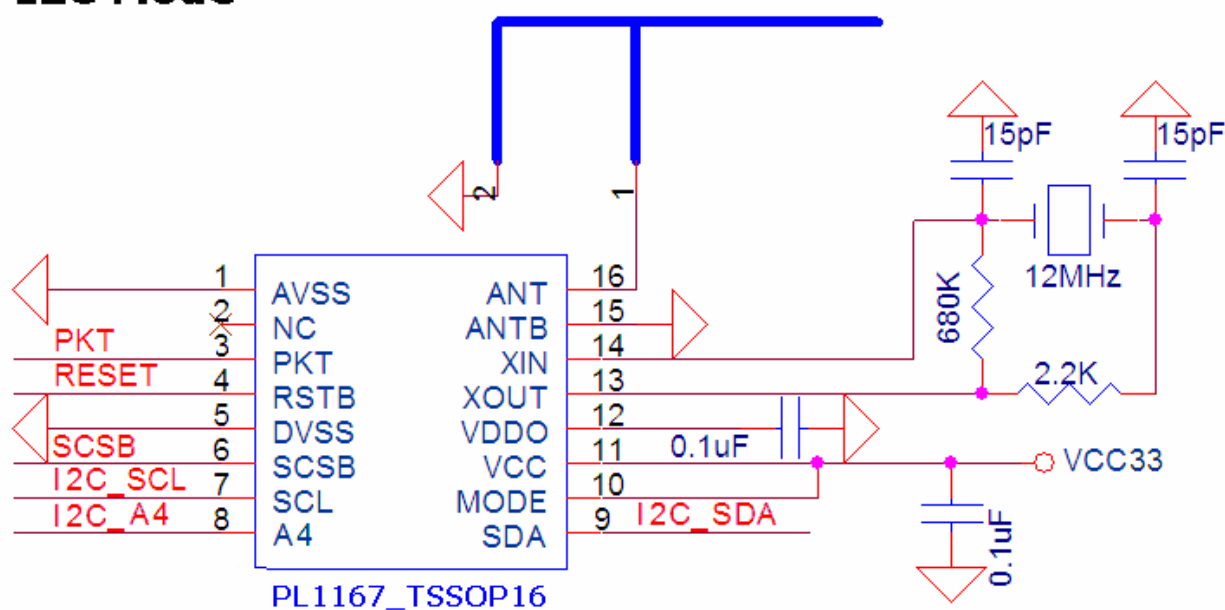 2
1
15pF
15pF
12MHz
680K
2.2K
1
AVSS
ANT
16
2
NC
ANTB
15
PKT
3
PKT
XIN
14
RESET
4
RSTB
XOUT
13
5
DVSS
VDDO
12
0.1uF
SCSB
6
SCSB
VCC
11
VCC33
I2C_SCL
7
SCL
MODE
10
I2C_A4
8
A4
SDA
9
I2C_SDA
0.1uF
PL1167_TSSOP16